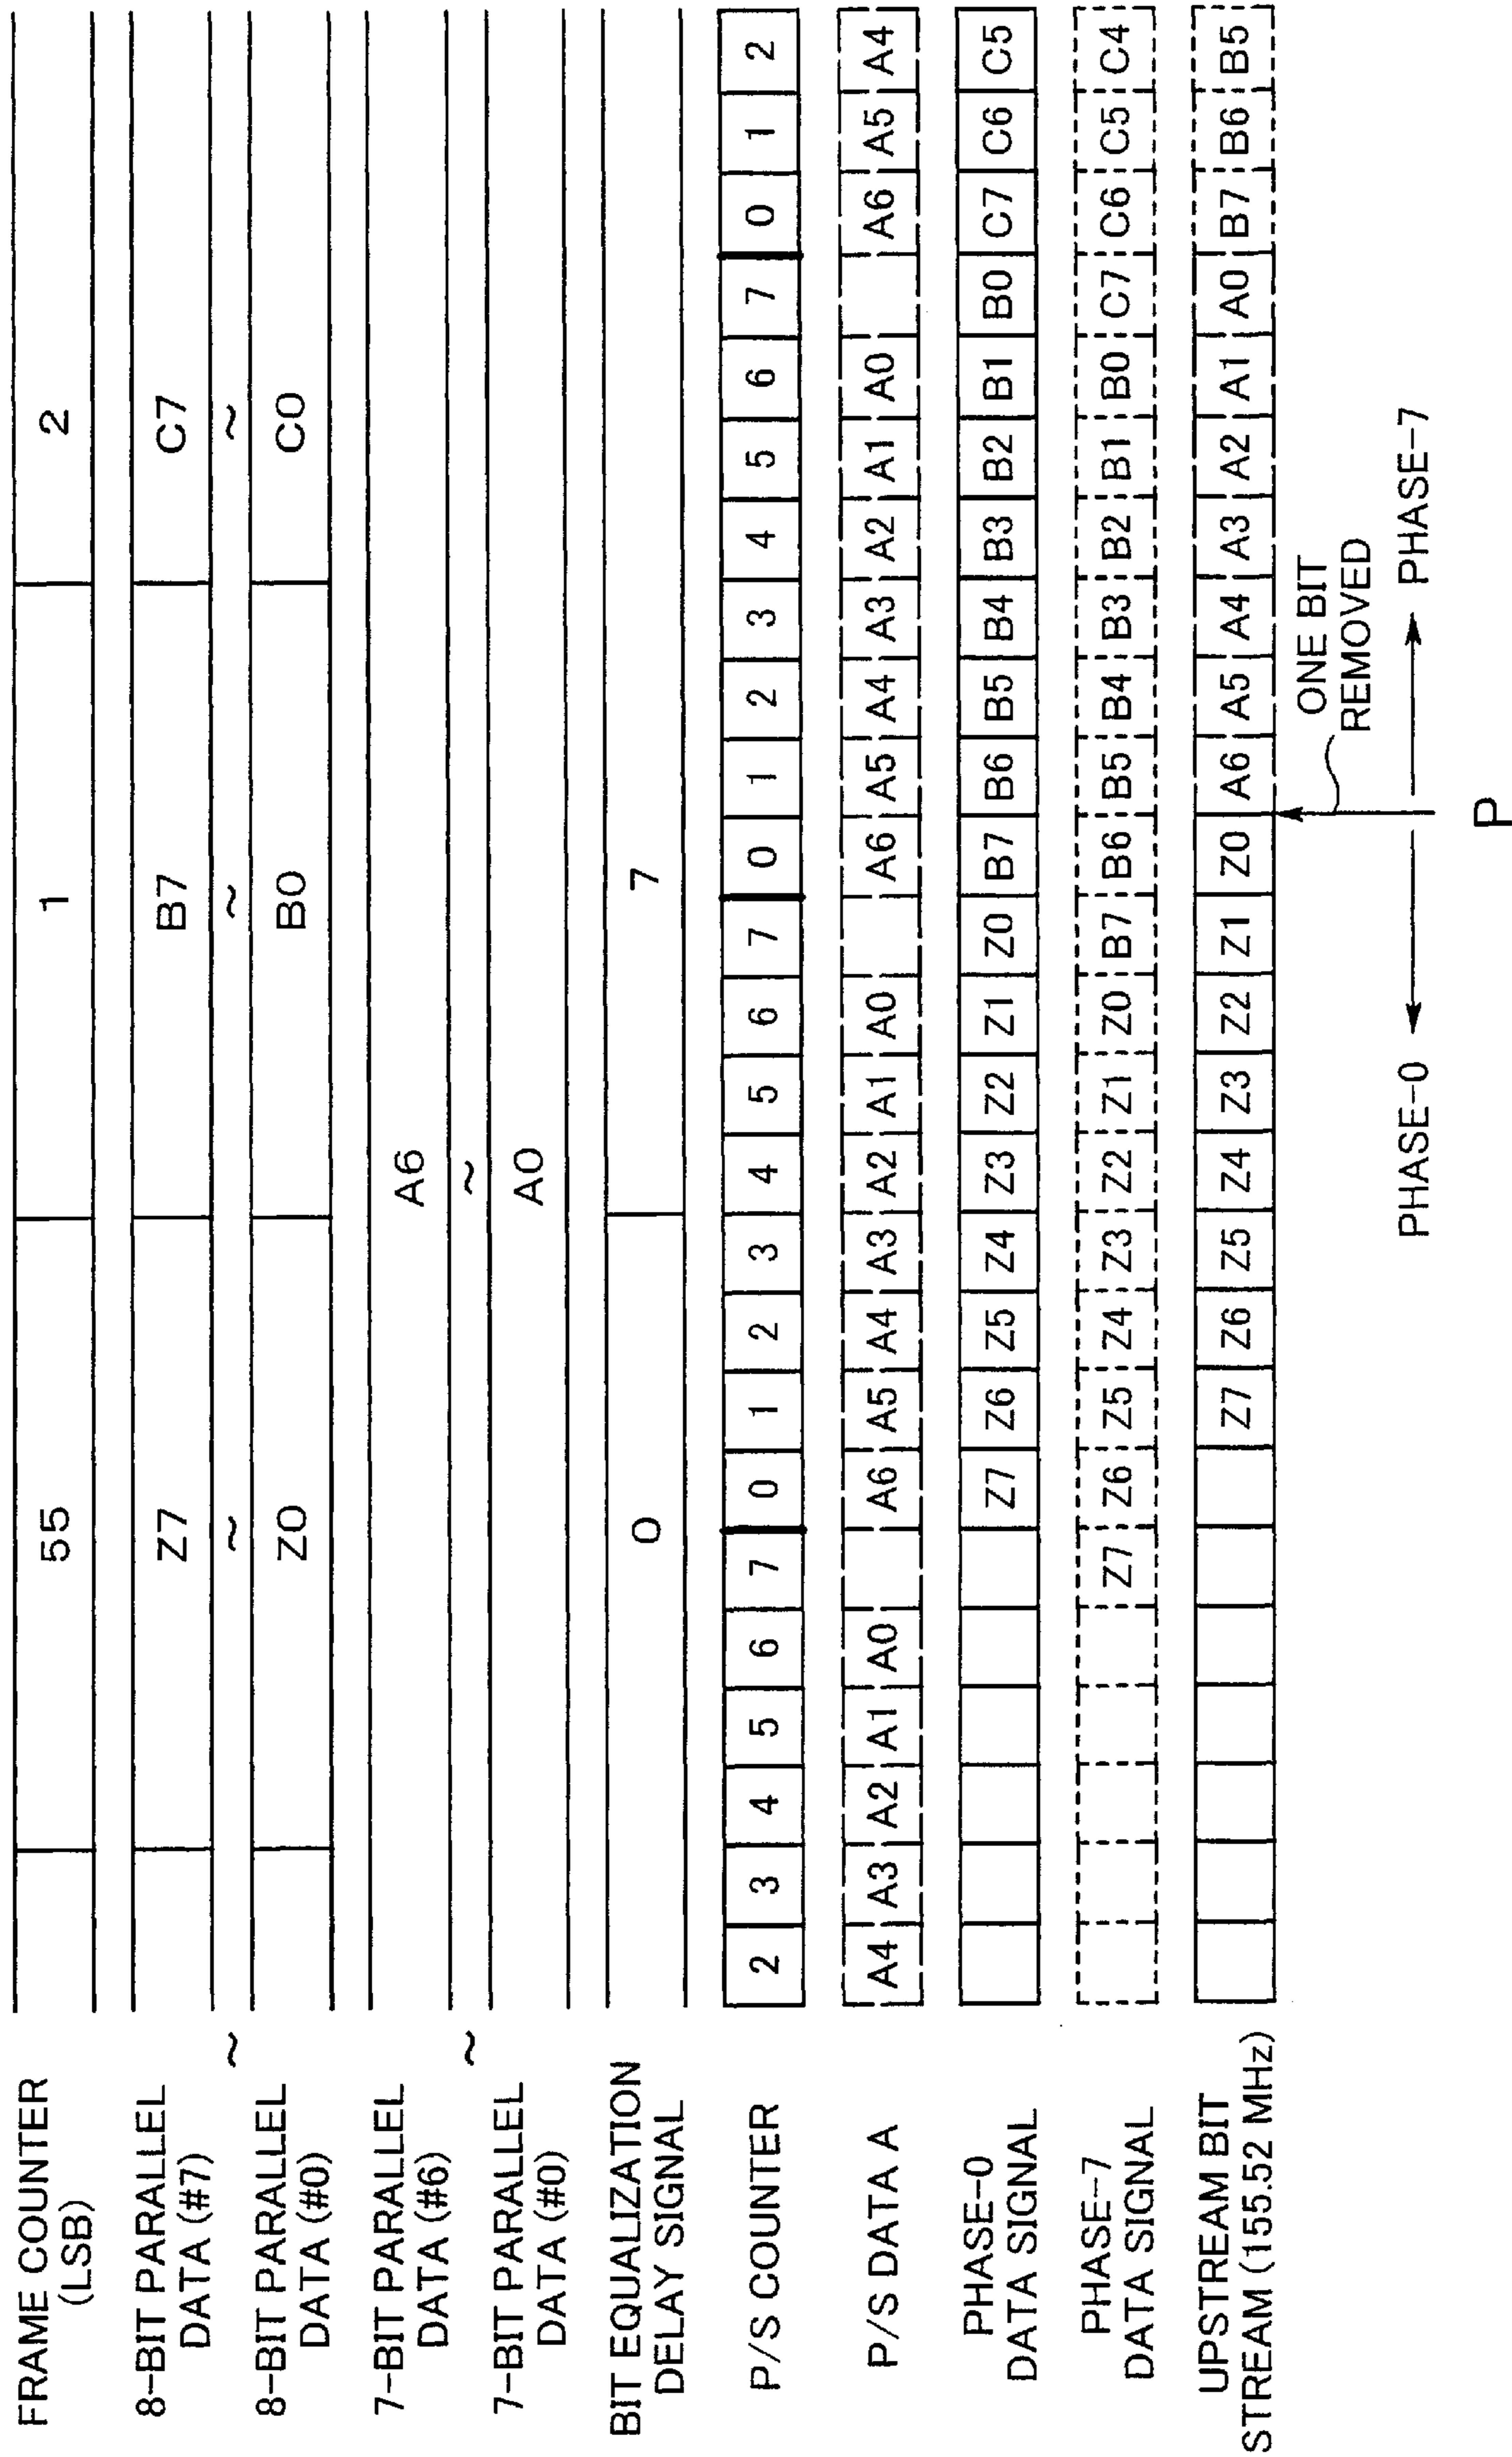 FRAME COUNTER
(LSB)
55 1 2
8-BIT PARALLEL
DATA (#7)
Z7 B7 C7
~ ~ ~ ~
8-BIT PARALLEL
DATA (#0)
Z0 B0 C0
7-BIT PARALLEL
DATA (#6)
A6
~ ~
7-BIT PARALLEL
DATA (#0)
A0
BIT EQUALIZATION
DELAY SIGNAL
0 7
P/S COUNTER
2 3 4 5 6 7 0 1 2 3 4 5 6 7 0 1 2 3 4 5 6 7 0 1 2
P/S DATA A
A4 A3 A2 A1 A0 A6 A5 A4 A3 A2 A1 A0 A6 A5 A4 A3 A2 A1 A0 A6 A5 A4
PHASE-0
DATA SIGNAL
Z7 Z6 Z5 Z4 Z3 Z2 Z1 Z0 B7 B6 B5 B4 B3 B2 B1 B0 C7 C6 C5
PHASE-7
DATA SIGNAL
Z7 Z6 Z5 Z4 Z3 Z2 Z1 Z0 B7 B6 B5 B4 B3 B2 B1 B0 C7 C6 C5 C4
UPSTREAM BIT
STREAM (155.52 MHz)
Z7 Z6 Z5 Z4 Z3 Z2 Z1 Z0 A6 A5 A4 A3 A2 A1 A0 B7 B6 B5
ONE BIT
REMOVED
PHASE-0 PHASE-7
P